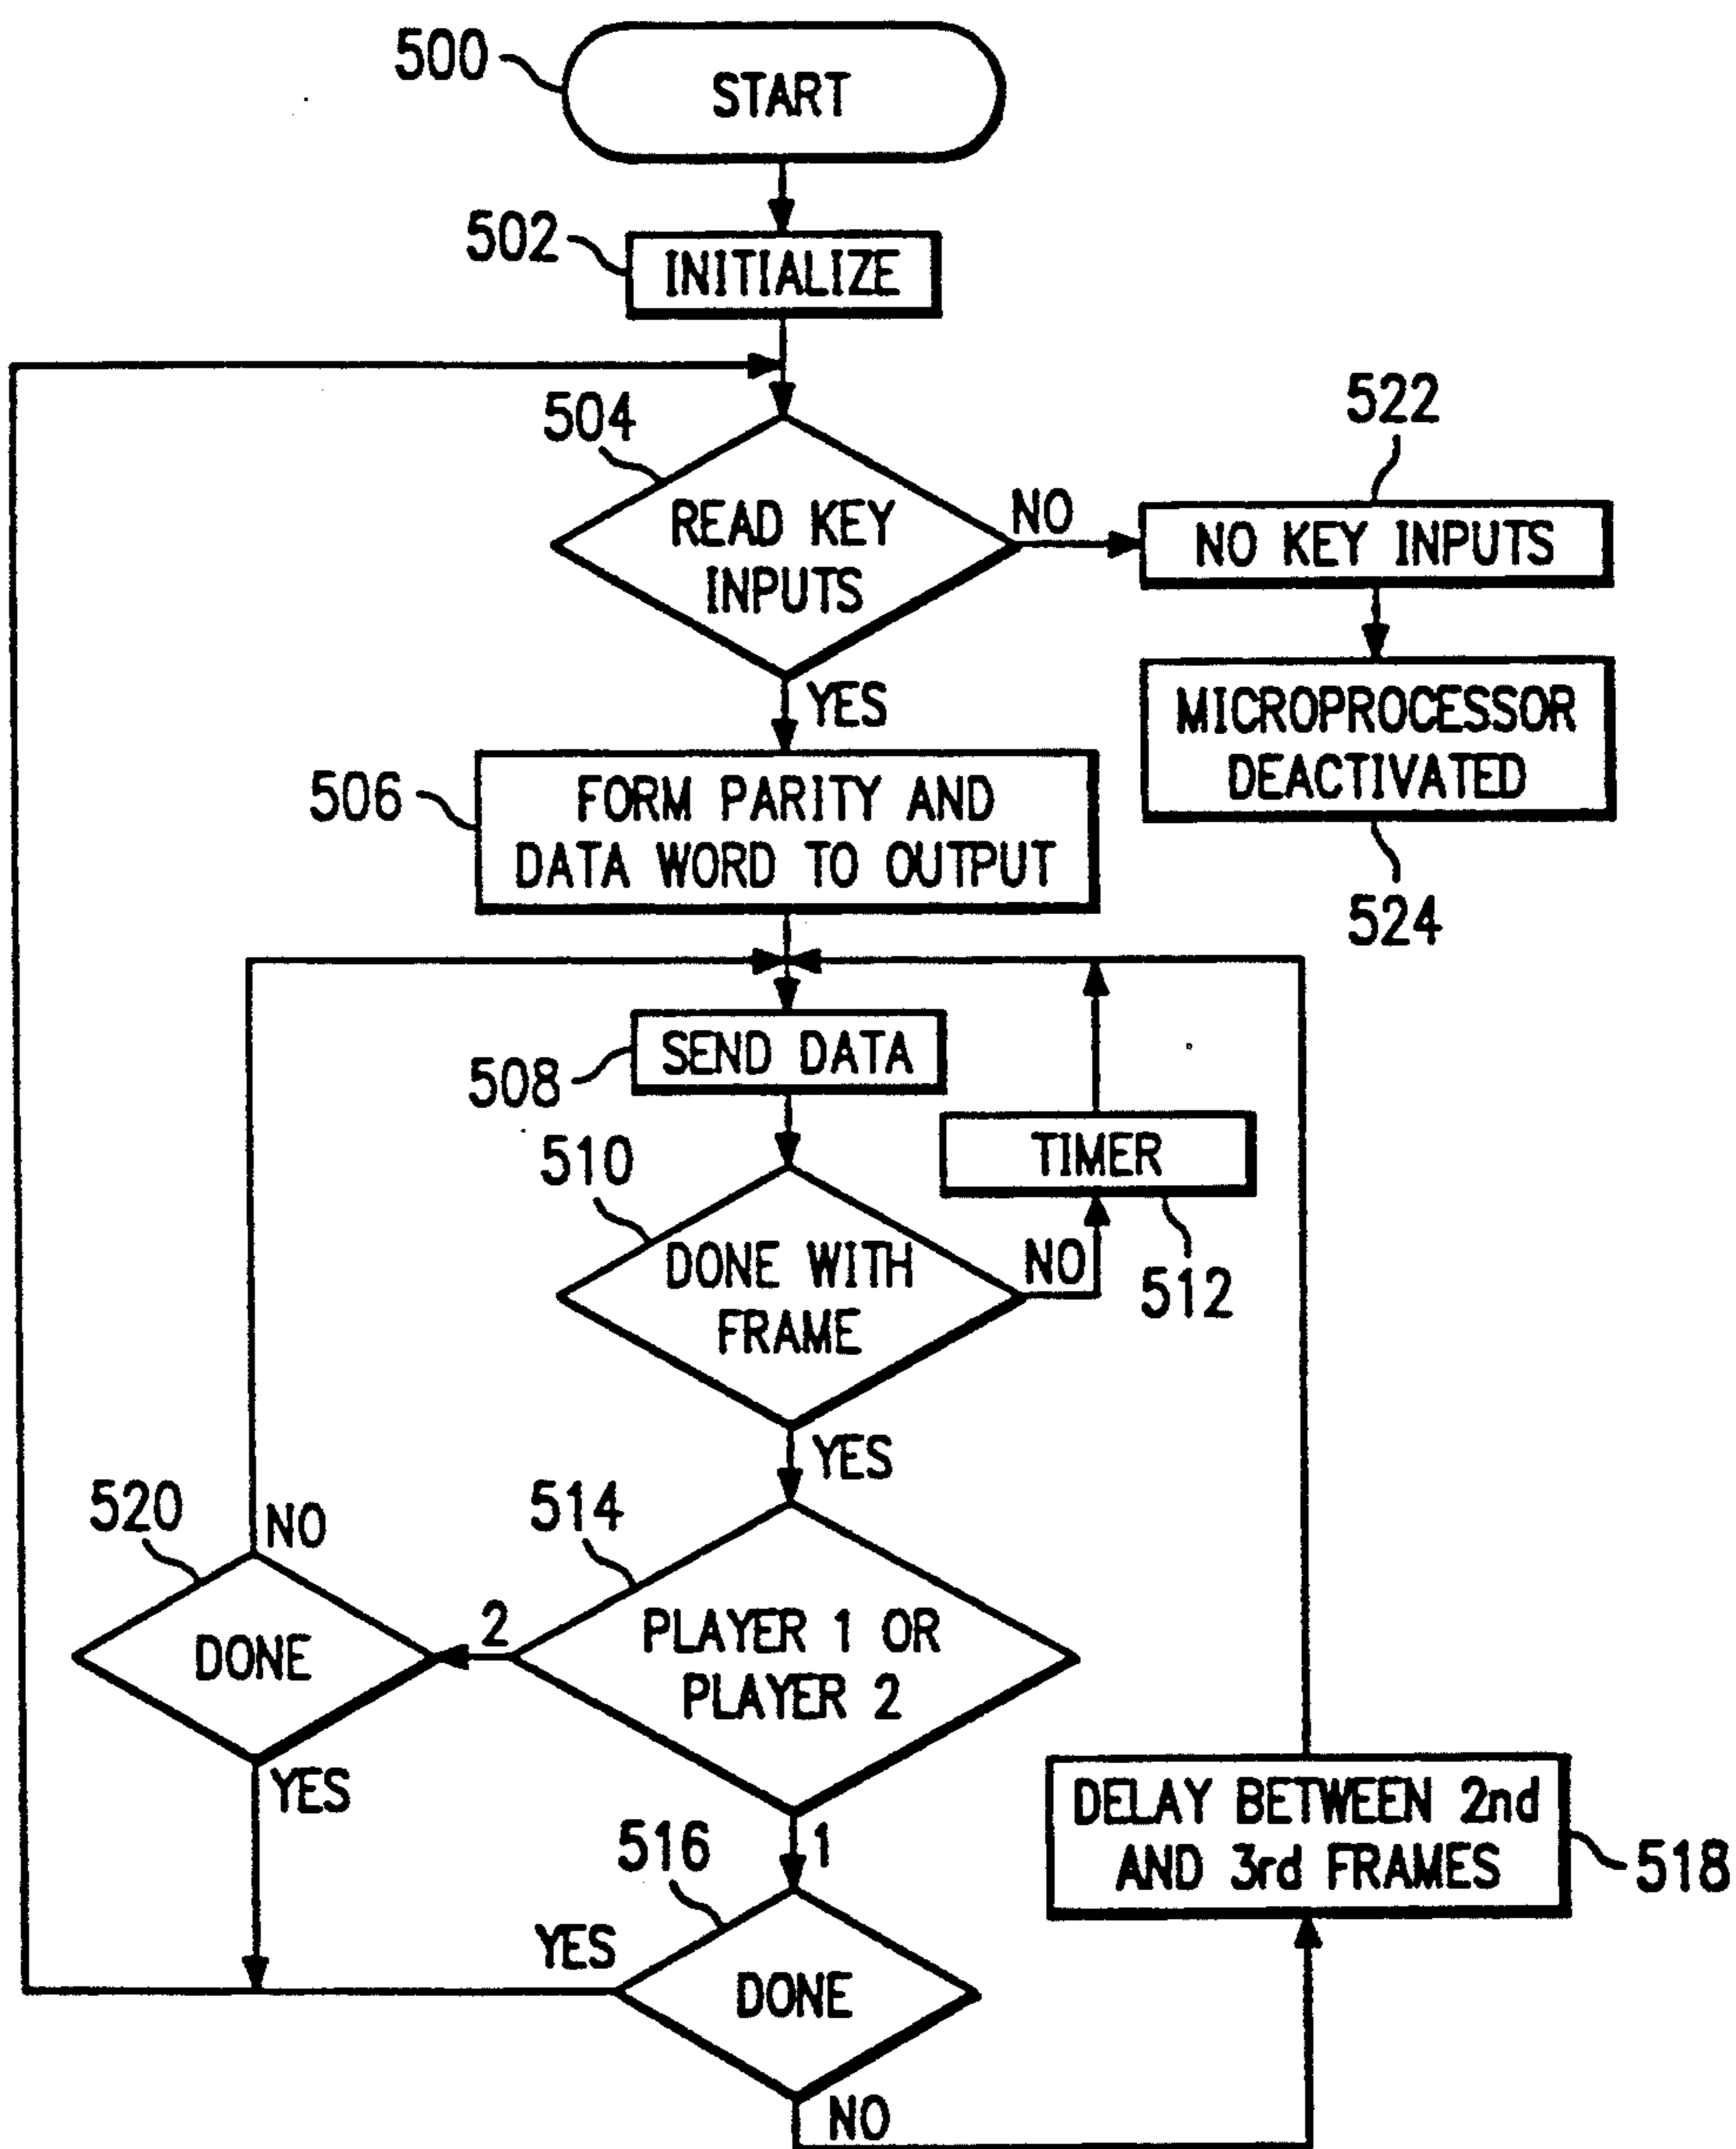 500
START
502
INITIALIZE
504
READ KEY
INPUTS
NO
522
NO KEY INPUTS
YES
MICROPROCESSOR
DEACTIVATED
524
506
FORM PARITY AND
DATA WORD TO OUTPUT
508
SEND DATA
510
DONE WITH
FRAME
NO
TIMER
512
YES
514
PLAYER 1 OR
PLAYER 2
2
520
NO
DONE
YES
1
516
YES
DONE
NO
DELAY BETWEEN 2nd
AND 3rd FRAMES
518